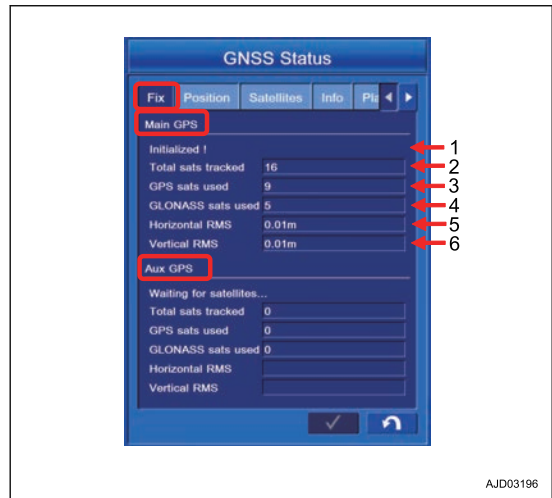 GNSS Status
Fix Position Satellites Info
Main GPS
Initialized ! 1
Total sats tracked 16 2
GPS sats used 9 3
GLONASS sats used 5 4
Horizontal RMS 0.01m 5
Vertical RMS 0.01m 6
Aux GPS
Waiting for satellites...
Total sats tracked 0
GPS sats used 0
GLONASS sats used 0
Horizontal RMS
Vertical RMS
AJD03196